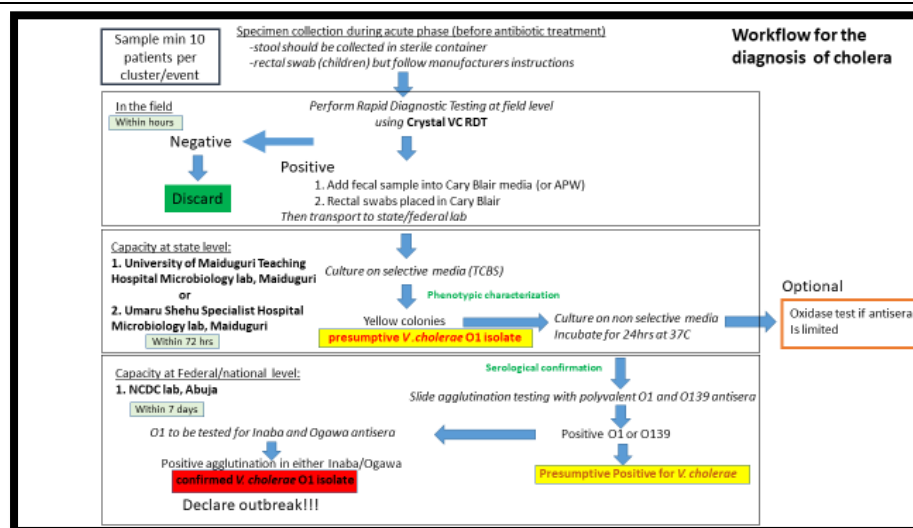 Sample min 10
patients per
cluster/event
Specimen collection during acute phase (before antibiotic treatment)
-stool should be collected in sterile container
-rectal swab (children) but follow manufacturers instructions
Workflow for the
diagnosis of cholera
In the field
Within hours
Perform Rapid Diagnostic Testing at field level
using Crystal VC RDT
Negative
Discard
Positive
1. Add fecal sample into Cary Blair media (or APW)
2. Rectal swabs placed in Cary Blair
Then transport to state/federal lab
Capacity at state level:
1. University of Maiduguri Teaching
Hospital Microbiology lab, Maiduguri
or
2. Umaru Shehu Specialist Hospital
Microbiology lab, Maiduguri
Within 72 hrs
Culture on selective media (TCBS)
Phenotypic characterization
Yellow colonies
presumptive V.cholerae O1 isolate
Culture on non selective media
Incubate for 24hrs at 37C
Optional
Oxidase test if antisera
Is limited
Capacity at Federal/national level:
1. NCDC lab, Abuja
Within 7 days
Serological confirmation
Slide agglutination testing with polyvalent O1 and O139 antisera
Positive O1 or O139
Presumptive Positive for V. cholerae
O1 to be tested for Inaba and Ogawa antisera
Positive agglutination in either Inaba/Ogawa
confirmed V. cholerae O1 isolate
Declare outbreak!!!